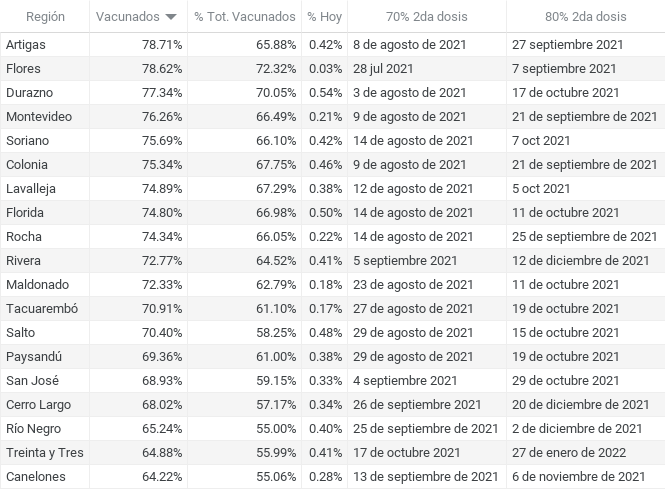 Región Vacunados % Tot. Vacunados % Hoy 70% 2da dosis 80% 2da dosis
Artigas 78.71% 65.88% 0.42% 8 de agosto de 2021 27 septiembre 2021
Flores 78.62% 72.32% 0.03% 28 jul 2021 7 septiembre 2021
Durazno 77.34% 70.05% 0.54% 3 de agosto de 2021 17 de octubre 2021
Montevideo 76.26% 66.49% 0.21% 9 de agosto de 2021 21 de septiembre de 2021
Soriano 75.69% 66.10% 0.42% 14 de agosto de 2021 7 oct 2021
Colonia 75.34% 67.75% 0.46% 9 de agosto de 2021 21 de septiembre de 2021
Lavalleja 74.89% 67.29% 0.38% 12 de agosto de 2021 5 oct 2021
Florida 74.80% 66.98% 0.50% 14 de agosto de 2021 11 de octubre 2021
Rocha 74.34% 66.05% 0.22% 14 de agosto de 2021 25 de septiembre de 2021
Rivera 72.77% 64.52% 0.41% 5 septiembre 2021 12 de diciembre de 2021
Maldonado 72.33% 62.79% 0.18% 23 de agosto de 2021 11 de octubre 2021
Tacuarembó 70.91% 61.10% 0.17% 27 de agosto de 2021 19 de octubre 2021
Salto 70.40% 58.25% 0.48% 29 de agosto de 2021 15 de octubre 2021
Paysandú 69.36% 61.00% 0.38% 29 de agosto de 2021 19 de octubre 2021
San José 68.93% 59.15% 0.33% 4 septiembre 2021 29 de octubre 2021
Cerro Largo 68.02% 57.17% 0.34% 26 de septiembre de 2021 20 de diciembre de 2021
Río Negro 65.24% 55.00% 0.40% 25 de septiembre de 2021 2 de diciembre de 2021
Treinta y Tres 64.88% 55.99% 0.41% 17 de octubre 2021 27 de enero de 2022
Canelones 64.22% 55.06% 0.28% 13 de septiembre de 2021 6 de noviembre de 2021